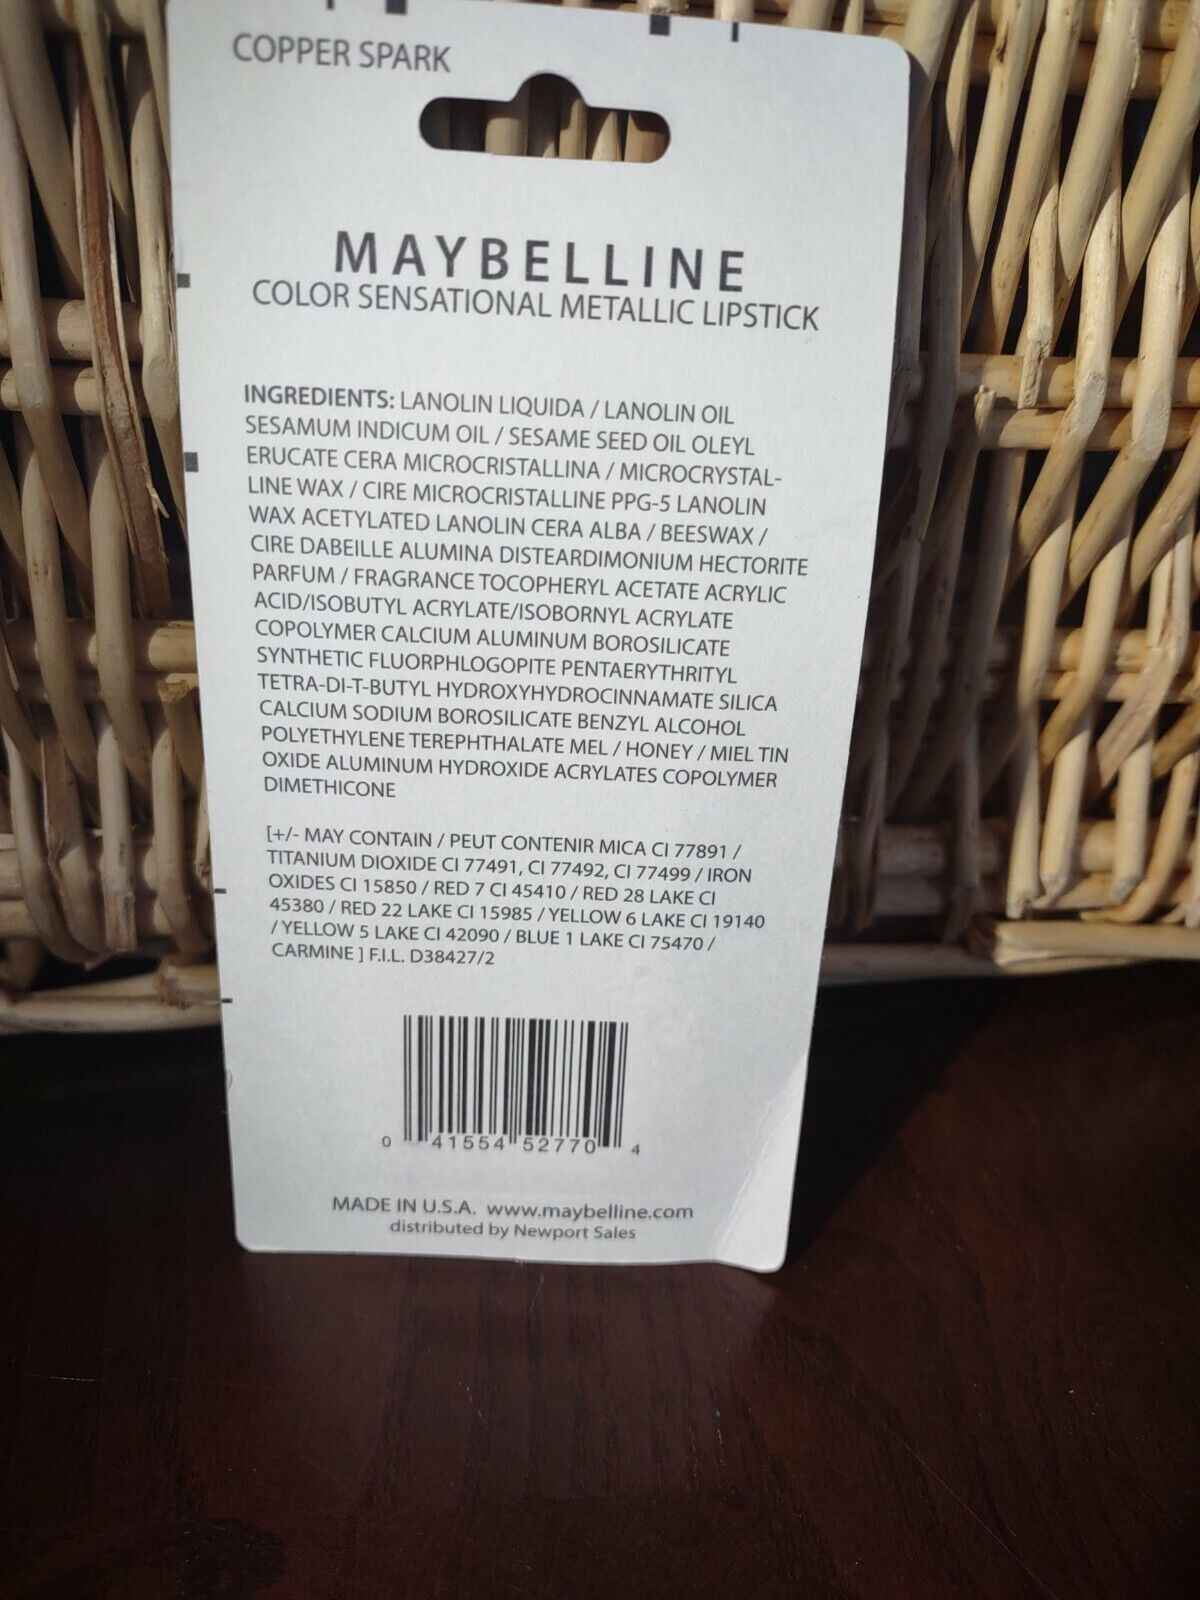 COPPER SPARK
MAYBELLINE
COLOR SENSATIONAL METALLIC LIPSTICK
INGREDIENTS: LANOLIN LIQUIDA / LANOLIN OIL
SESAMUM INDICUM OIL / SESAME SEED OIL OLEYL
ERUCATE CERA MICROCRISTALLINA / MICROCRYSTAL-
LINE WAX / CIRE MICROCRISTALLINE PPG-5 LANOLIN
WAX ACETYLATED LANOLIN CERA ALBA / BEESWAX /
CIRE DABEILLE ALUMINA DISTEARDIMONIUM HECTORITE
PARFUM / FRAGRANCE TOCOPHERYL ACETATE ACRYLIC
ACID/ISOBUTYL ACRYLATE/ISOBORNYL ACRYLATE
COPOLYMER CALCIUM ALUMINUM BOROSILICATE
SYNTHETIC FLUORPHLOGOPITE PENTAERYTHRITYL
TETRA-DI-T-BUTYL HYDROXYHYDROCINNAMATE SILICA
CALCIUM SODIUM BOROSILICATE BENZYL ALCOHOL
POLYETHYLENE TEREPHTHALATE MEL / HONEY / MIEL TIN
OXIDE ALUMINUM HYDROXIDE ACRYLATES COPOLYMER
DIMETHICONE
[+/- MAY CONTAIN / PEUT CONTENIR MICA CI 77891 /
TITANIUM DIOXIDE CI 77491, CI 77492, CI 77499 / IRON
OXIDES CI 15850 / RED 7 CI 45410 / RED 28 LAKE CI
45380 / RED 22 LAKE CI 15985 / YELLOW 6 LAKE CI 19140
/ YELLOW 5 LAKE CI 42090 / BLUE 1 LAKE CI 75470 /
CARMINE ] F.I.L. D38427/2
0 41554 52770 4
MADE IN U.S.A. www.maybelline.com
distributed by Newport Sales